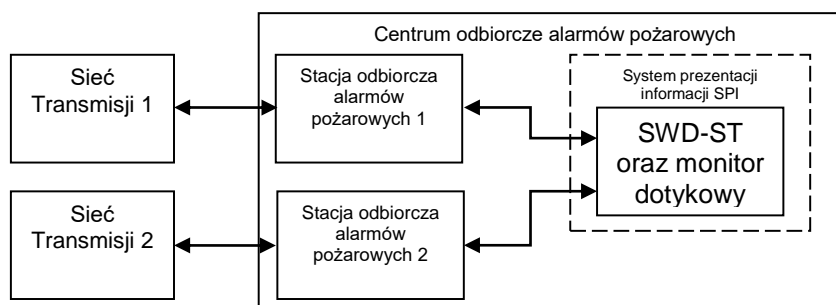 Centrum odbiorcze alarmów pożarowych
Sieć
Transmisji 1
Stacja odbiorcza
alarmów
pożarowych 1
System prezentacji
informacji SPI
SWD-ST
oraz monitor
dotykowy
Sieć
Transmisji 2
Stacja odbiorcza
alarmów
pożarowych 2